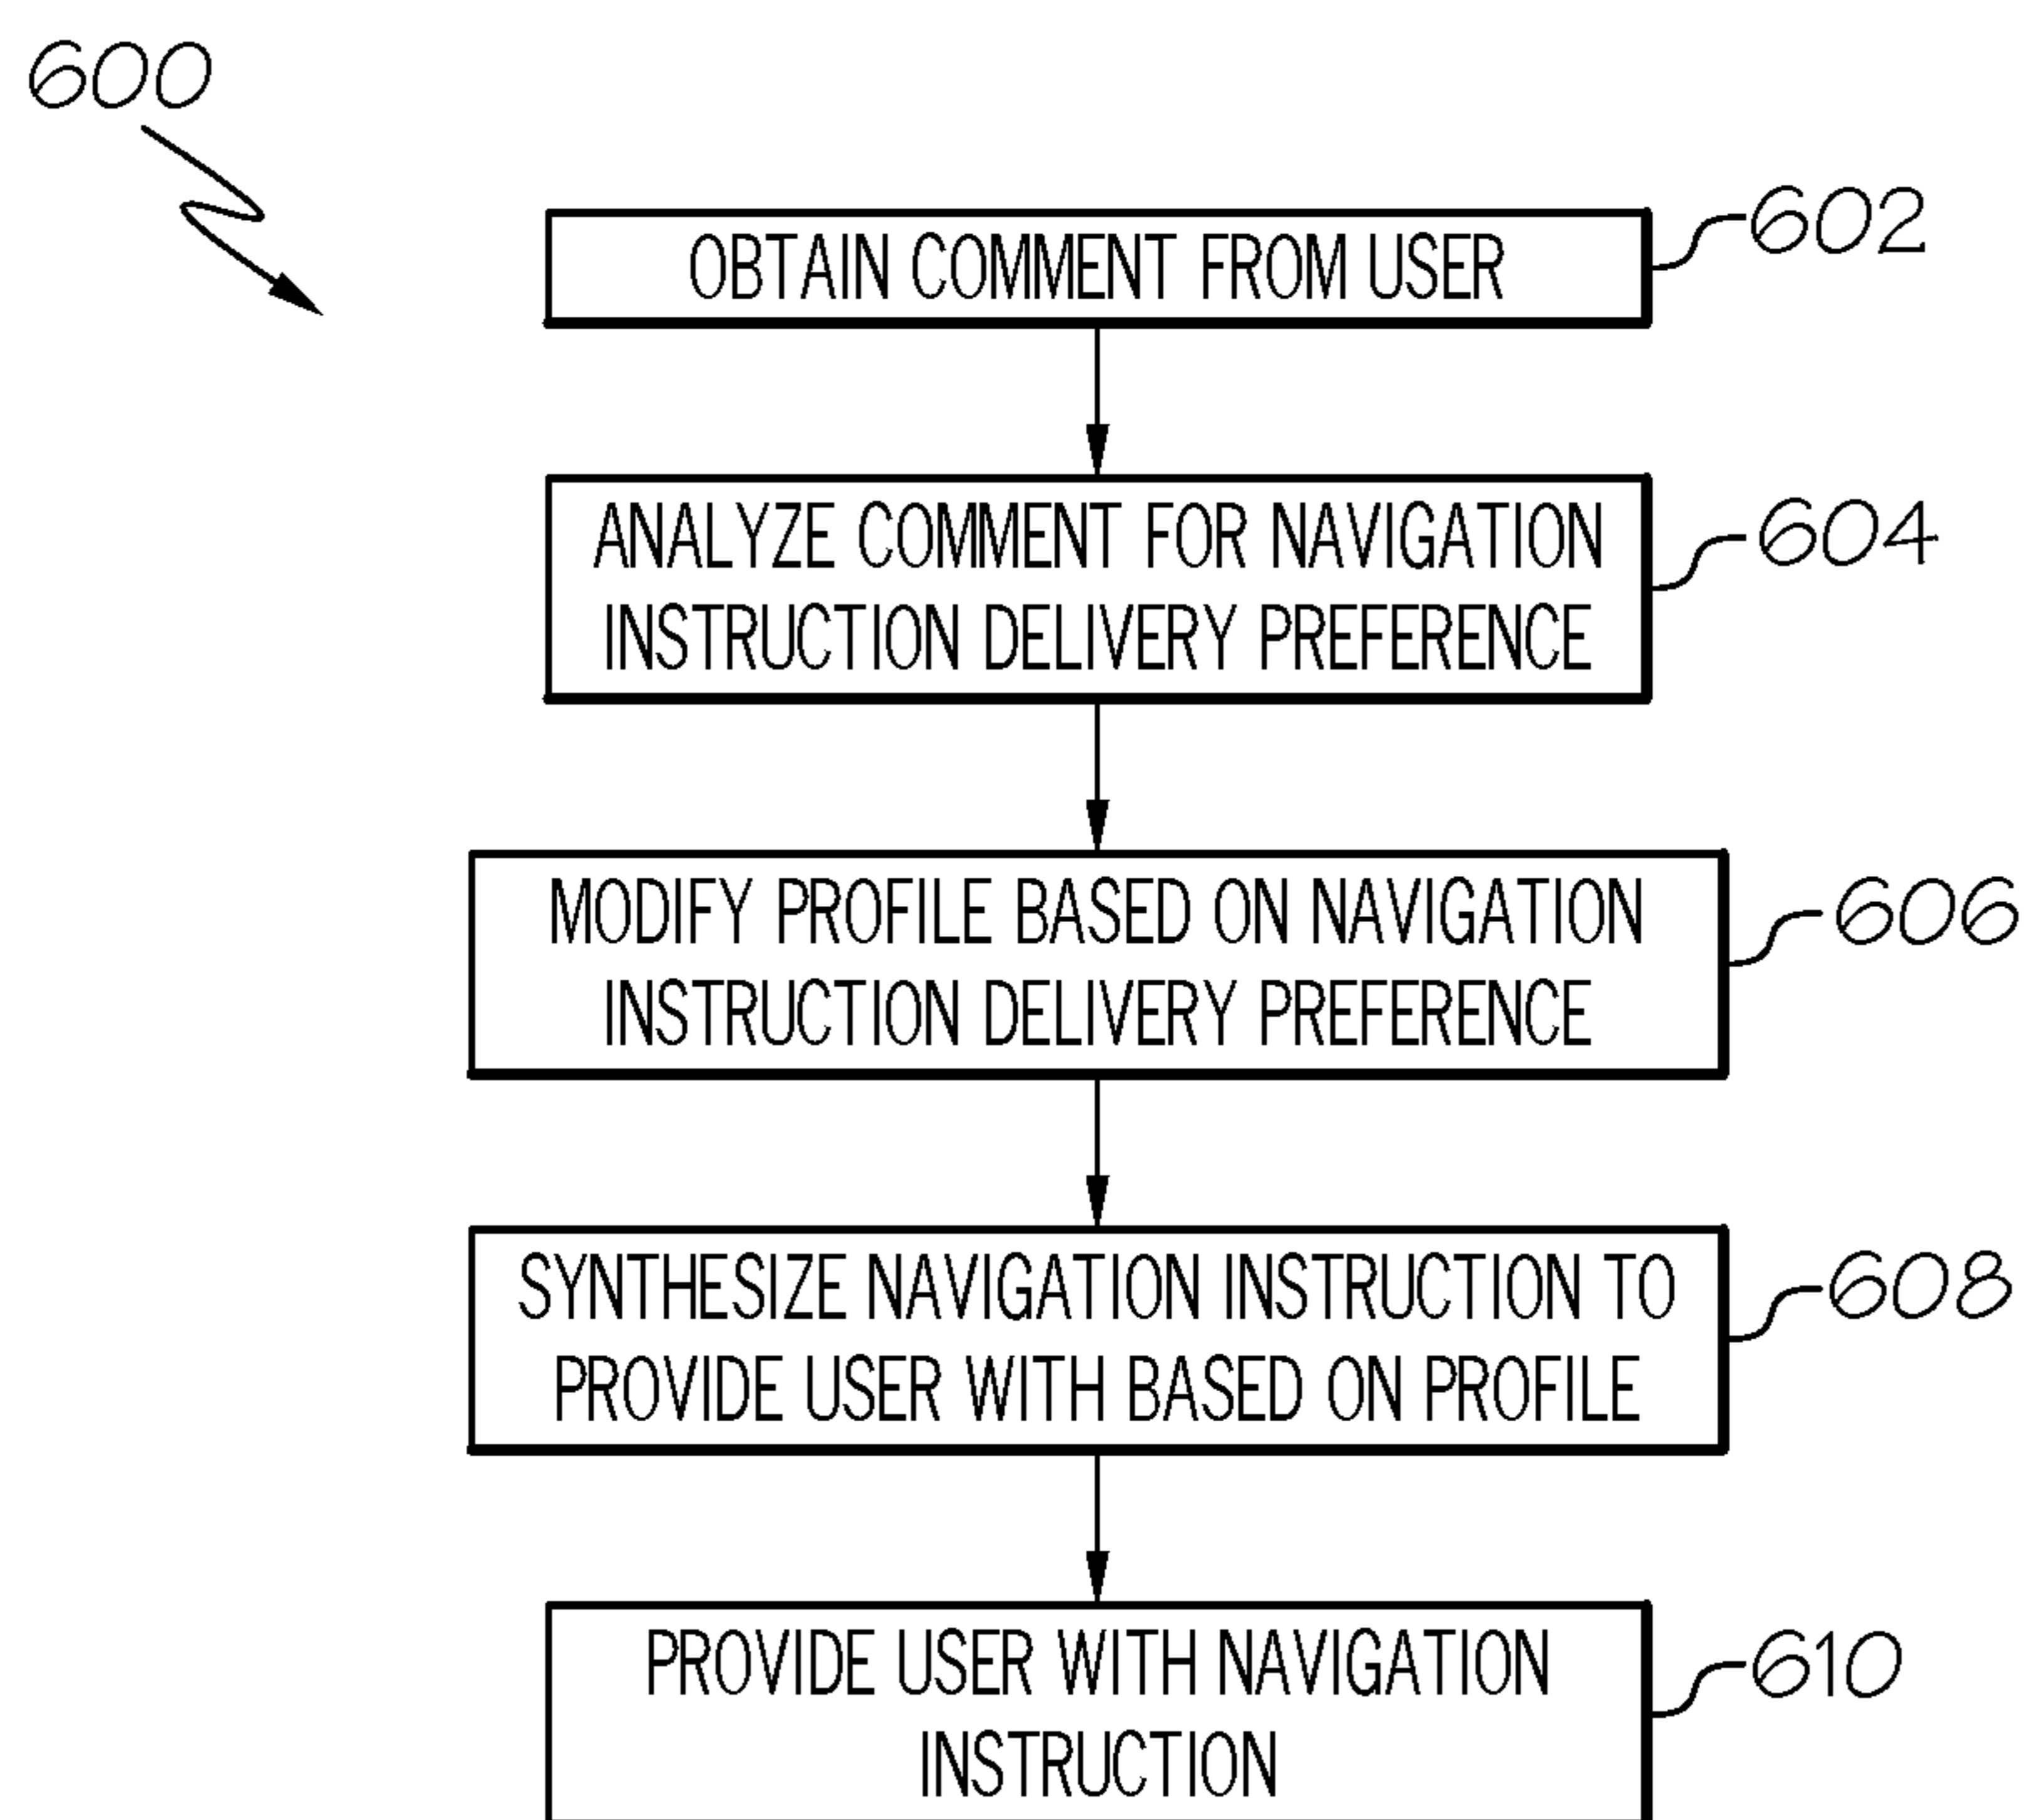 600
OBTAIN COMMENT FROM USER
602
ANALYZE COMMENT FOR NAVIGATION
INSTRUCTION DELIVERY PREFERENCE
604
MODIFY PROFILE BASED ON NAVIGATION
INSTRUCTION DELIVERY PREFERENCE
606
SYNTHESIZE NAVIGATION INSTRUCTION TO
PROVIDE USER WITH BASED ON PROFILE
608
PROVIDE USER WITH NAVIGATION
INSTRUCTION
610